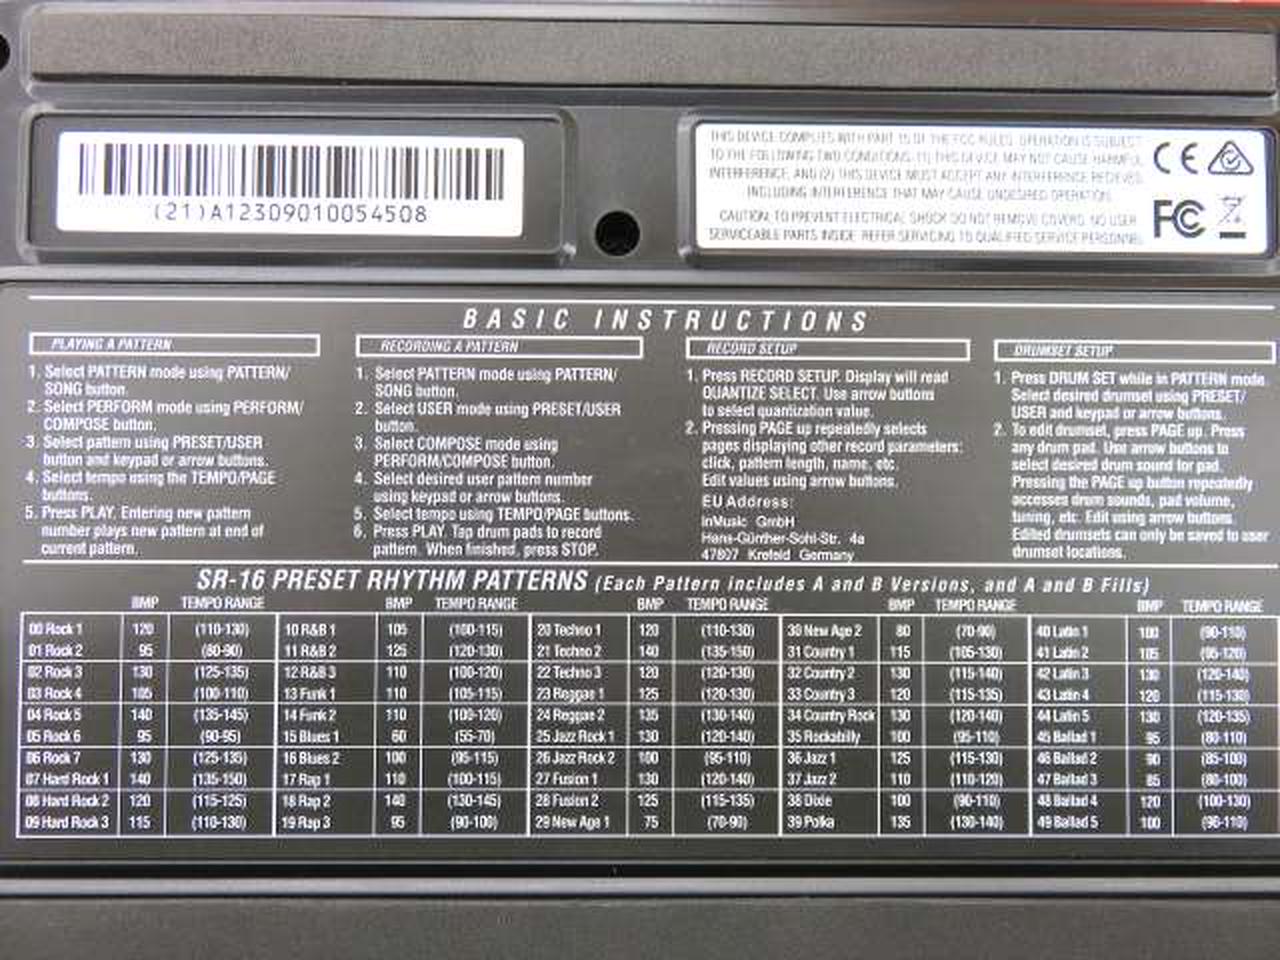 (21)A12309010054508
THIS DEVICE COMPLIES WITH PART 15 OF THE FCC RULES. OPERATION IS SUBJECT
TO THE FOLLOWING TWO CONDITIONS: (1) THIS DEVICE MAY NOT CAUSE HARMFUL
INTERFERENCE, AND (2) THIS DEVICE MUST ACCEPT ANY INTERFERENCE RECIEVED,
INCLUDING INTERFERENCE THAT MAY CAUSE UNDESIRED OPERATION.
CAUTION: TO PREVENT ELECTRICAL SHOCK DO NOT REMOVE COVERS. NO USER
SERVICEABLE PARTS INSIDE. REFER SERVICING TO QUALIFIED SERVICE PERSONNEL
CE
FC
BASIC INSTRUCTIONS
PLAYING A PATTERN
1. Select PATTERN mode using PATTERN/
SONG button.
2. Select PERFORM mode using PERFORM/
COMPOSE button.
3. Select pattern using PRESET/USER
button and keypad or arrow buttons.
4. Select tempo using the TEMPO/PAGE
buttons.
5. Press PLAY. Entering new pattern
number plays new pattern at end of
current pattern.
RECORDING A PATTERN
1. Select PATTERN mode using PATTERN/
SONG button.
2. Select USER mode using PRESET/USER
button.
3. Select COMPOSE mode using
PERFORM/COMPOSE button.
4. Select desired user pattern number
using keypad or arrow buttons.
5. Select tempo using TEMPO/PAGE buttons.
6. Press PLAY. Tap drum pads to record
pattern. When finished, press STOP.
RECORD SETUP
1. Press RECORD SETUP. Display will read
QUANTIZE SELECT. Use arrow buttons
to select quantization value.
2. Pressing PAGE up repeatedly selects
pages displaying other record parameters:
click, pattern length, name, etc.
Edit values using arrow buttons.
EU Address:
inMusic GmbH
Hans-Günther-Sohl-Str. 4a
47807 Krefeld Germany
DRUMSET SETUP
1. Press DRUM SET while in PATTERN mode.
Select desired drumset using PRESET/
USER and keypad or arrow buttons.
2. To edit drumset, press PAGE up. Press
any drum pad. Use arrow buttons to
select desired drum sound for pad.
Pressing the PAGE up button repeatedly
accesses drum sounds, pad volume,
tuning, etc. Edit using arrow buttons.
Edited drumsets can only be saved to user
drumset locations.
SR-16 PRESET RHYTHM PATTERNS (Each Pattern includes A and B Versions, and A and B Fills)
BMP TEMPO RANGE BMP TEMPO RANGE BMP TEMPO RANGE BMP TEMPO RANGE BMP TEMPO RANGE
00 Rock 1 120 (110-130) 10 R&B 1 105 (100-115) 20 Techno 1 120 (110-130) 30 New Age 2 80 (70-90) 40 Latin 1 100 (90-110)
01 Rock 2 95 (80-90) 11 R&B 2 125 (120-130) 21 Techno 2 140 (135-150) 31 Country 1 115 (105-130) 41 Latin 2 105 (95-120)
02 Rock 3 130 (125-135) 12 R&B 3 110 (100-120) 22 Techno 3 120 (120-130) 32 Country 2 130 (115-140) 42 Latin 3 130 (120-140)
03 Rock 4 105 (100-110) 13 Funk 1 110 (105-115) 23 Reggae 1 125 (120-130) 33 Country 3 120 (115-135) 43 Latin 4 120 (115-130)
04 Rock 5 140 (135-145) 14 Funk 2 110 (100-120) 24 Reggae 2 135 (130-140) 34 Country Rock 130 (120-140) 44 Latin 5 130 (120-135)
05 Rock 6 95 (90-95) 15 Blues 1 60 (55-70) 25 Jazz Rock 1 130 (120-140) 35 Rockabilly 100 (95-110) 45 Ballad 1 95 (80-110)
06 Rock 7 130 (125-135) 16 Blues 2 100 (95-115) 26 Jazz Rock 2 100 (95-110) 36 Jazz 1 125 (115-130) 46 Ballad 2 90 (85-100)
07 Hard Rock 1 140 (135-150) 17 Rap 1 110 (100-115) 27 Fusion 1 130 (120-140) 37 Jazz 2 110 (110-120) 47 Ballad 3 85 (80-100)
08 Hard Rock 2 120 (115-125) 18 Rap 2 140 (130-145) 28 Fusion 2 125 (115-135) 38 Dixie 100 (90-110) 48 Ballad 4 120 (100-130)
09 Hard Rock 3 115 (110-130) 19 Rap 3 95 (90-100) 29 New Age 1 75 (70-90) 39 Polka 135 (130-140) 49 Ballad 5 100 (90-110)